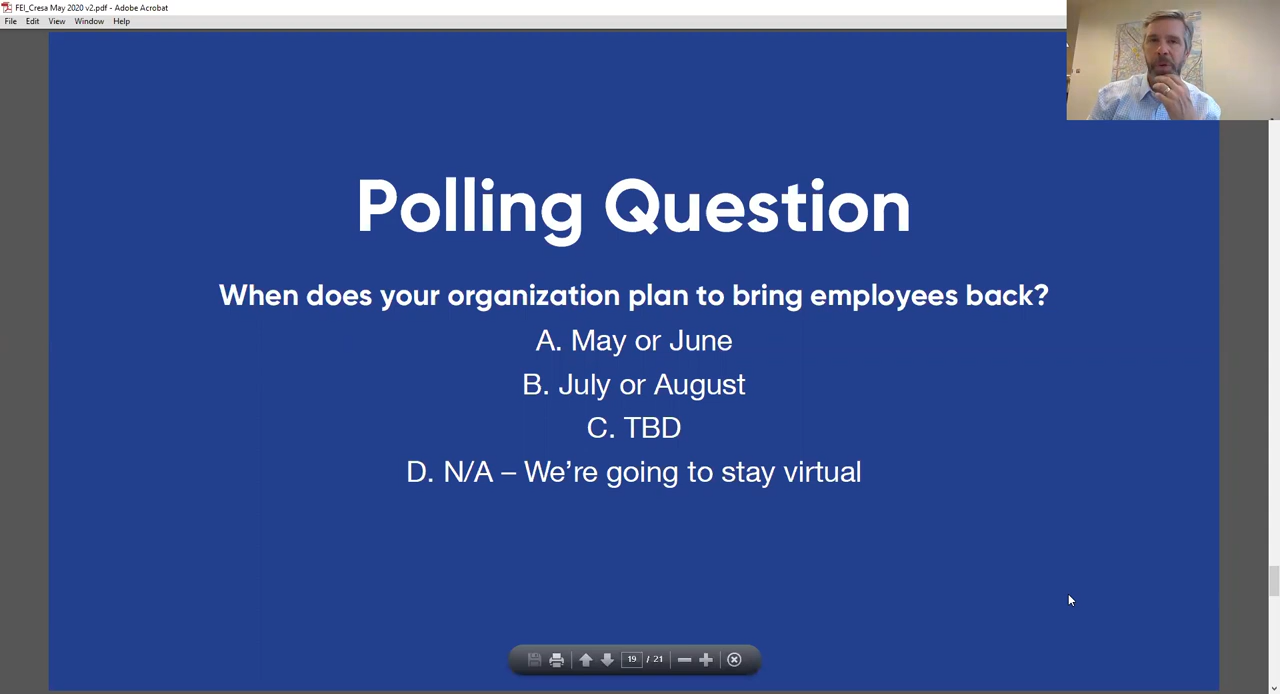 FEI_Cresa May 2020 v2.pdf - Adobe Acrobat
File Edit View Window Help
Polling Question
When does your organization plan to bring employees back?
A. May or June
B. July or August
C. TBD
D. N/A – We’re going to stay virtual
19 / 21